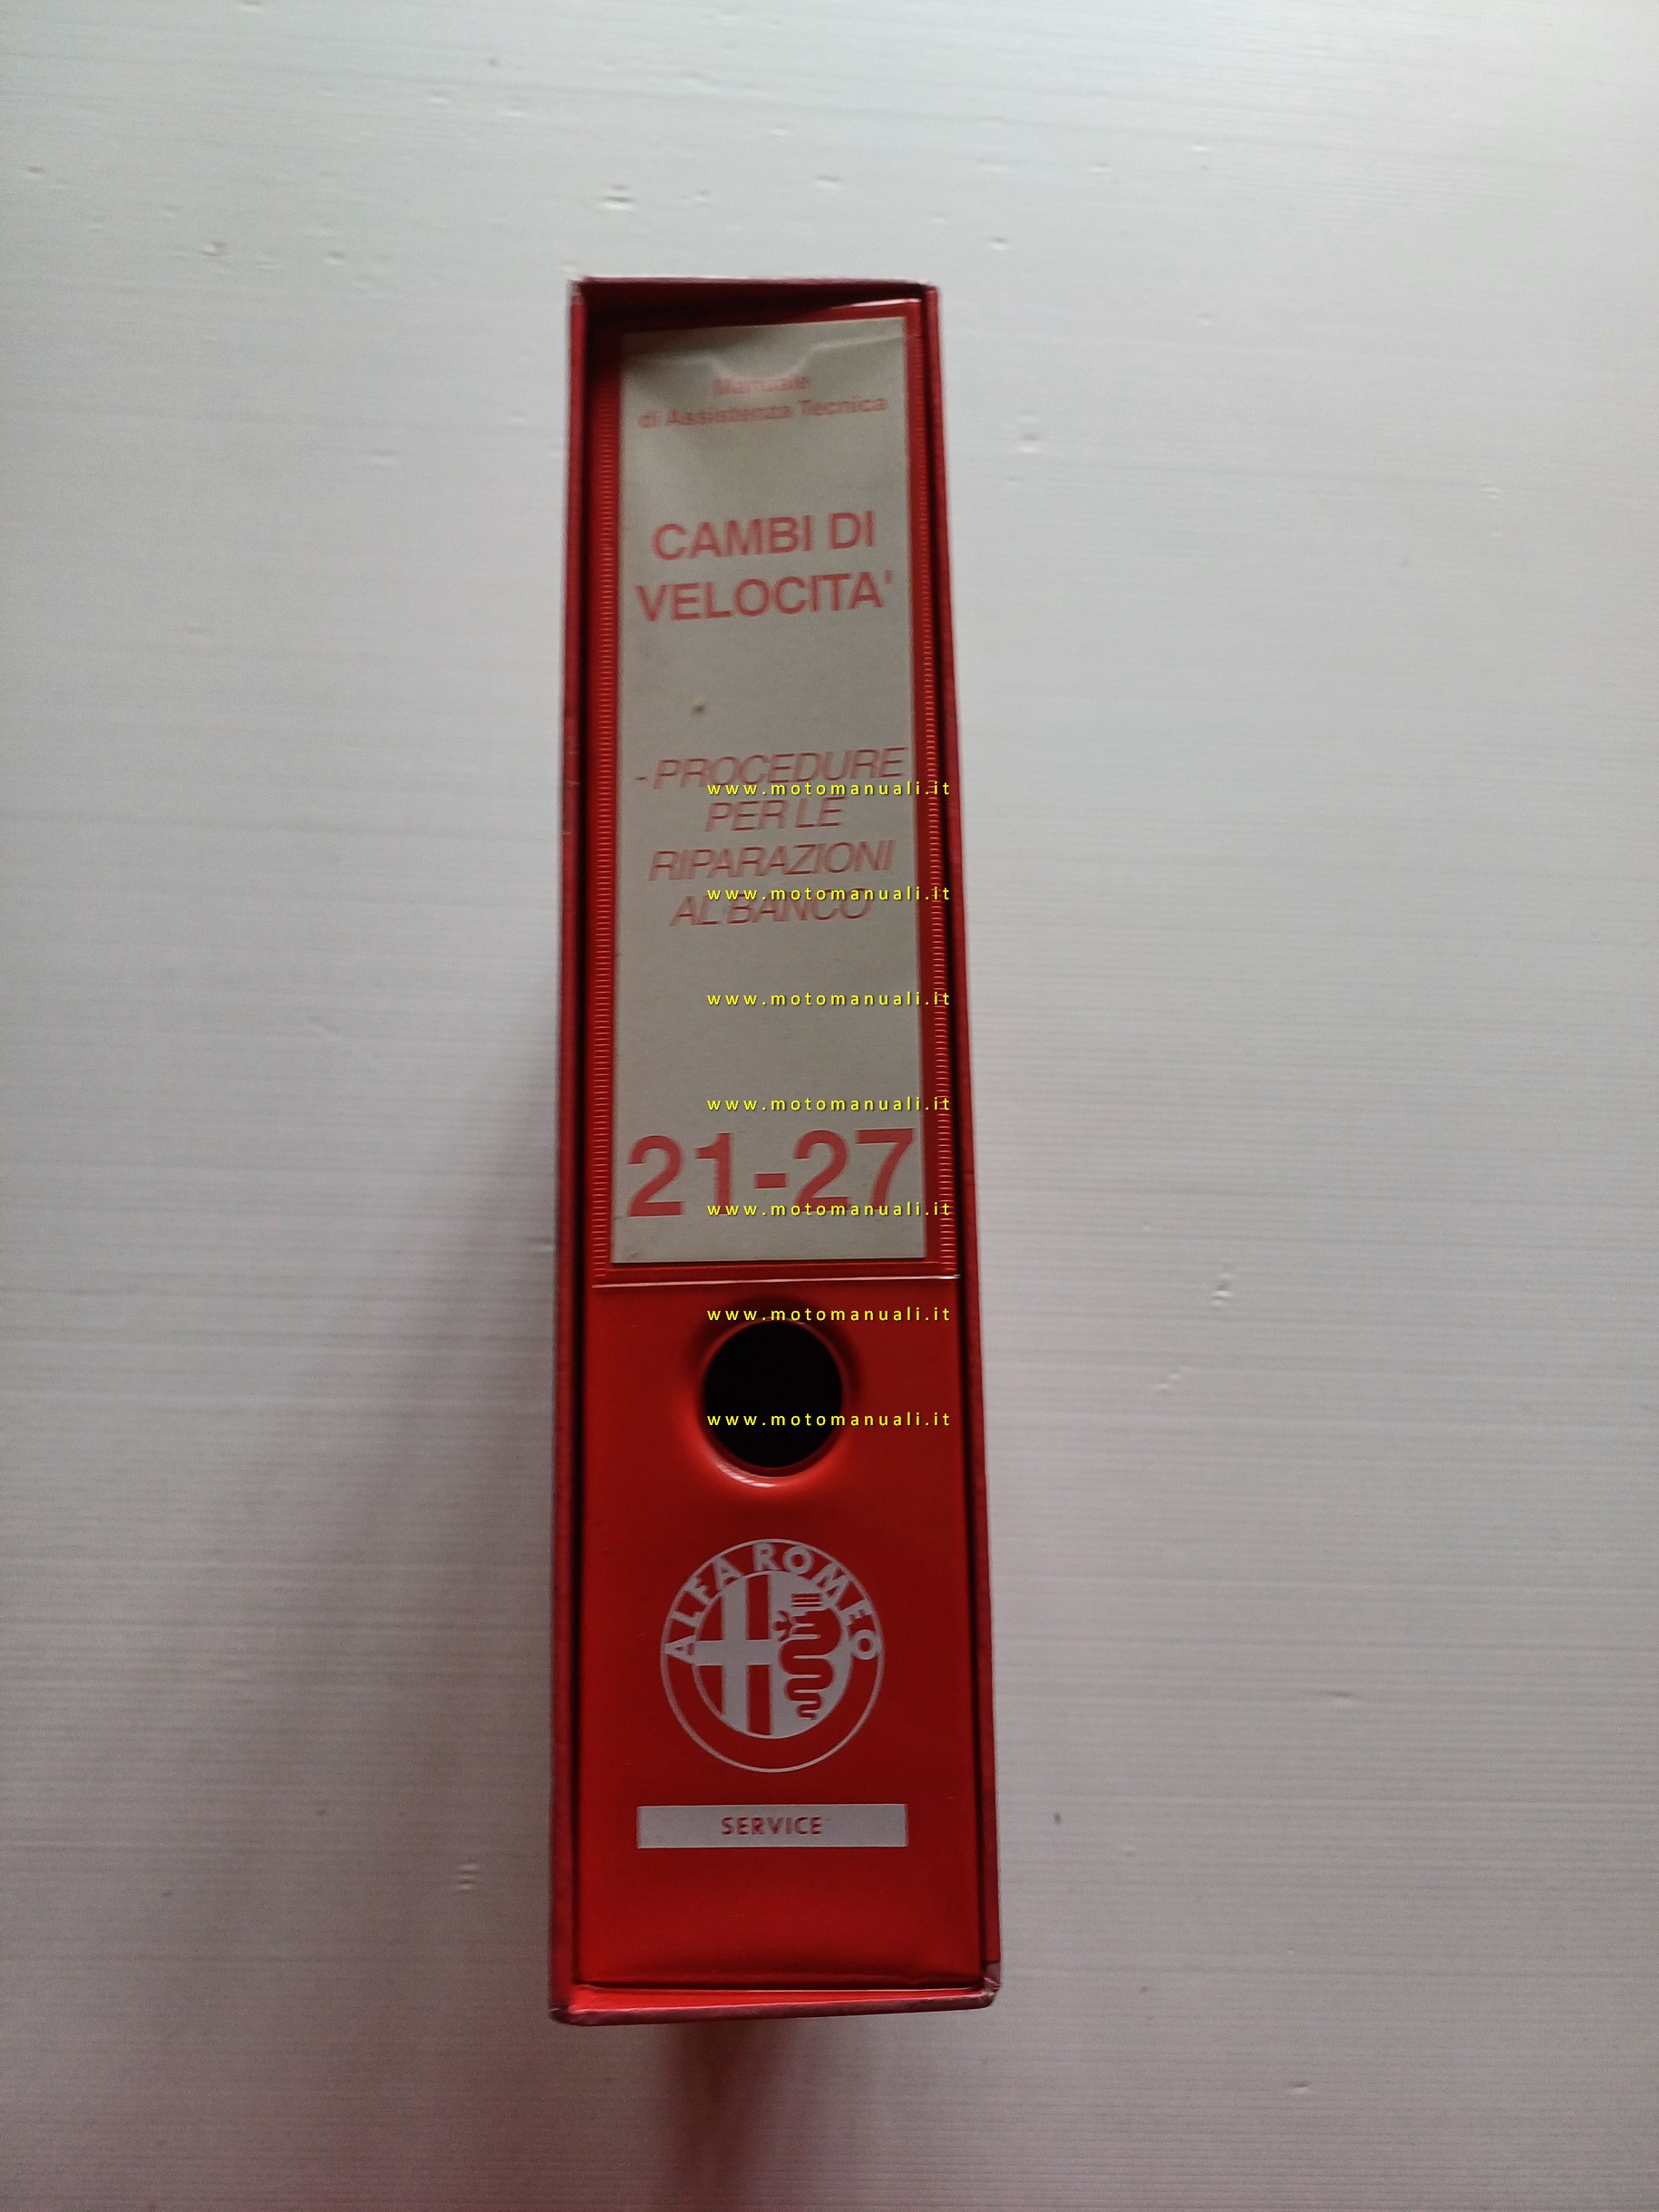 Manuale
di Assistenza Tecnica
CAMBI DI
VELOCITA'
- PROCEDURE
www.motomanuali.it
PER LE
RIPARAZIONI
www.motomanuali.it
AL BANCO
www.motomanuali.it
www.motomanuali.it
21-27
www.motomanuali.it
www.motomanuali.it
www.motomanuali.it
ALFA ROMEO
SERVICE